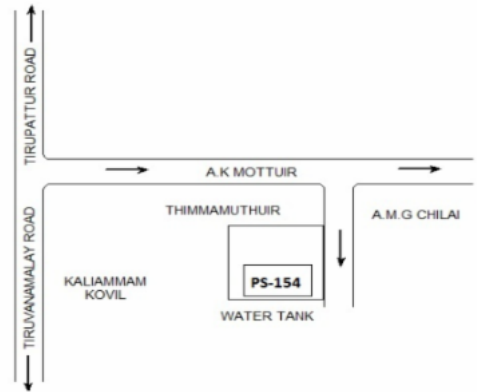 TIRUPATTUR ROAD
A.K MOTTUIR
THIMMAMUTHUIR
A.M.G CHILAI
TIRUVANAMALAY ROAD
KALIAMMAM
KOVIL
PS-154
WATER TANK